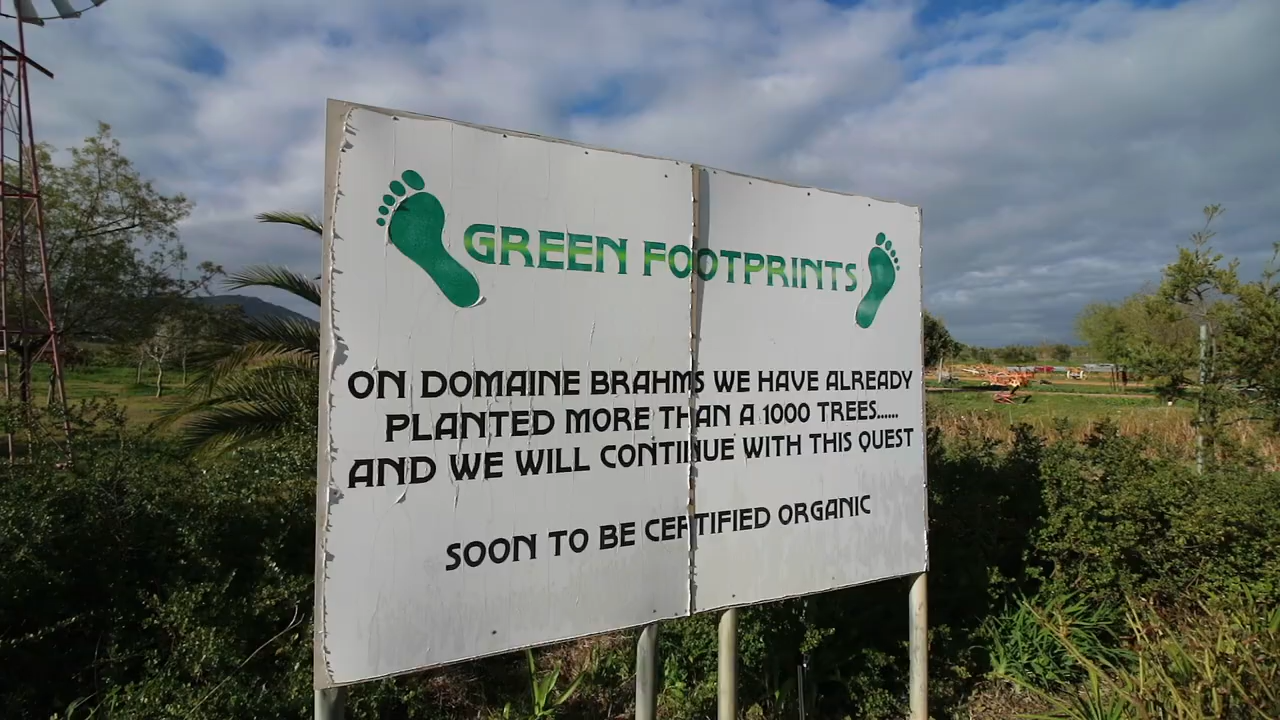 GREEN FOOTPRINTS
ON DOMAINE BRAHMS WE HAVE ALREADY
PLANTED MORE THAN A 1000 TREES......
AND WE WILL CONTINUE WITH THIS QUEST
SOON TO BE CERTIFIED ORGANIC